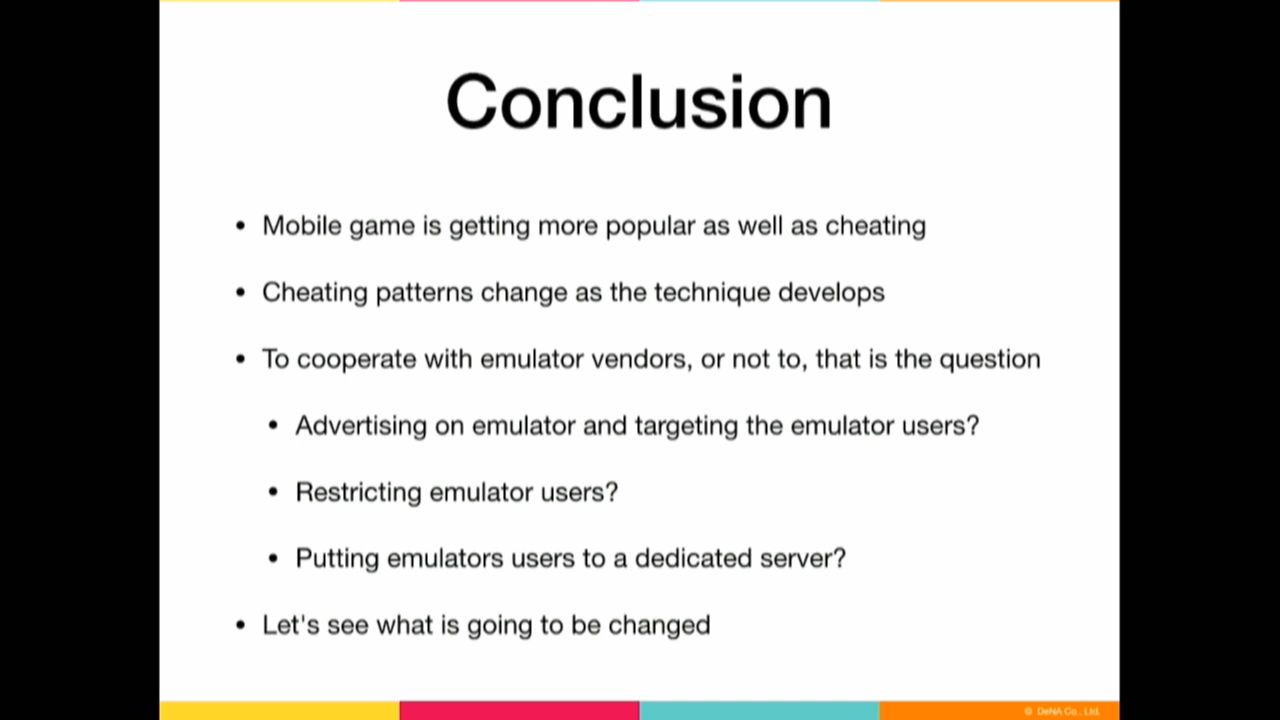 Conclusion
• Mobile game is getting more popular as well as cheating
• Cheating patterns change as the technique develops
• To cooperate with emulator vendors, or not to, that is the question
• Advertising on emulator and targeting the emulator users?
• Restricting emulator users?
• Putting emulators users to a dedicated server?
• Let's see what is going to be changed
© DeNA Co., Ltd.